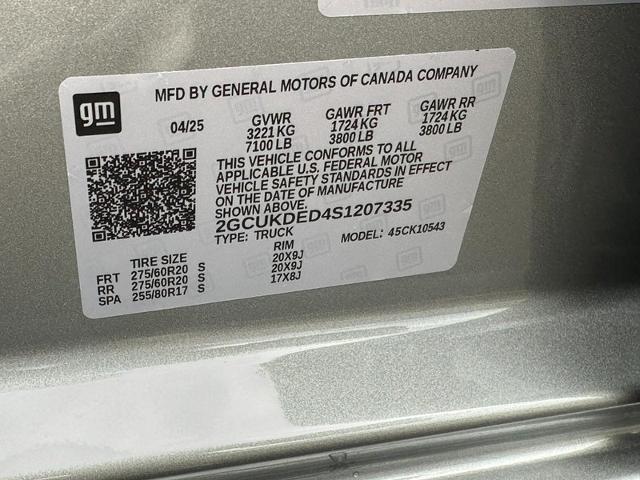 gm
MFD BY GENERAL MOTORS OF CANADA COMPANY
04/25
GVWR GAWR FRT GAWR RR
3221 KG 1724 KG 1724 KG
7100 LB 3800 LB 3800 LB
THIS VEHICLE CONFORMS TO ALL
APPLICABLE U.S. FEDERAL MOTOR
VEHICLE SAFETY STANDARDS IN EFFECT
ON THE DATE OF MANUFACTURE
SHOWN ABOVE.
2GCUKDED4S1207335
TYPE: TRUCK MODEL: 45CK10543
TIRE SIZE RIM
FRT 275/60R20 S 20X9J
RR 275/60R20 S 20X9J
SPA 255/80R17 S 17X8J